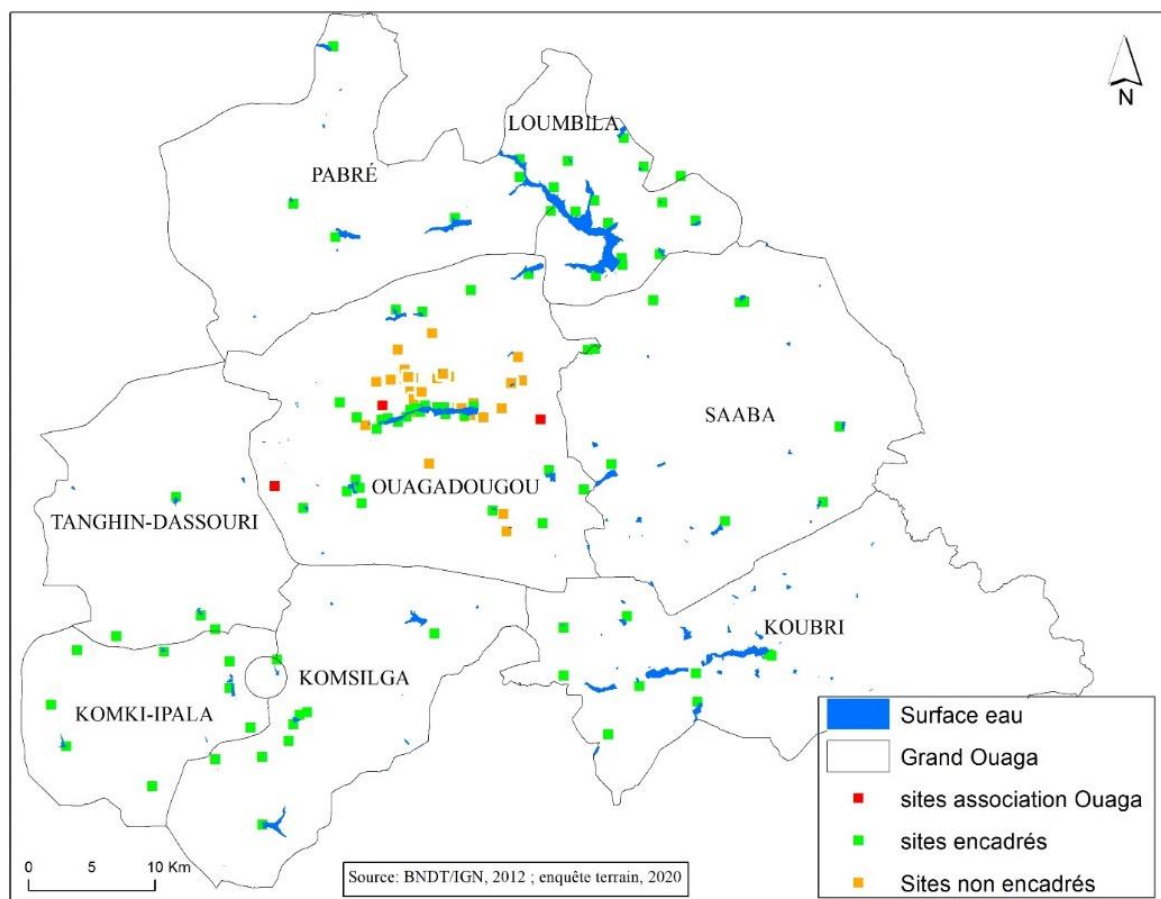 N
LOUMBILA
PABRÉ
SAABA
OUAGADOUGOU
TANGHIN-DASSOURI
KOUBRI
KOMSILGA
KOMKI-IPALA
Surface eau
Grand Ouaga
sites association Ouaga
sites encadrés
Sites non encadrés
0 5 10 Km
Source: BNDT/IGN, 2012 ; enquête terrain, 2020